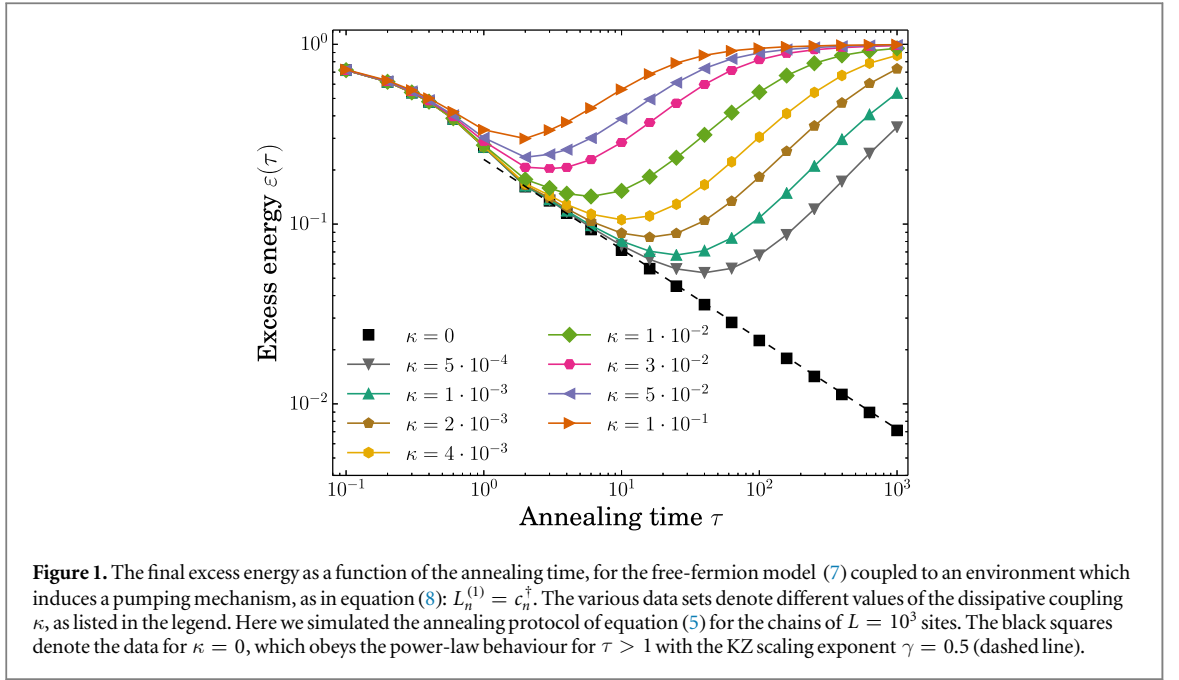 10⁰
10⁻¹
10⁻²
Excess energy ε(τ)
κ = 0
κ = 5 · 10⁻⁴
κ = 1 · 10⁻³
κ = 2 · 10⁻³
κ = 4 · 10⁻³
κ = 1 · 10⁻²
κ = 3 · 10⁻²
κ = 5 · 10⁻²
κ = 1 · 10⁻¹
10⁻¹ 10⁰ 10¹ 10² 10³
Annealing time τ
Figure 1. The final excess energy as a function of the annealing time, for the free-fermion model (7) coupled to an environment which
induces a pumping mechanism, as in equation (8): Lₙ⁽¹⁾ = cₙ†. The various data sets denote different values of the dissipative coupling
κ, as listed in the legend. Here we simulated the annealing protocol of equation (5) for the chains of L = 10³ sites. The black squares
denote the data for κ = 0, which obeys the power-law behaviour for τ > 1 with the KZ scaling exponent γ = 0.5 (dashed line).